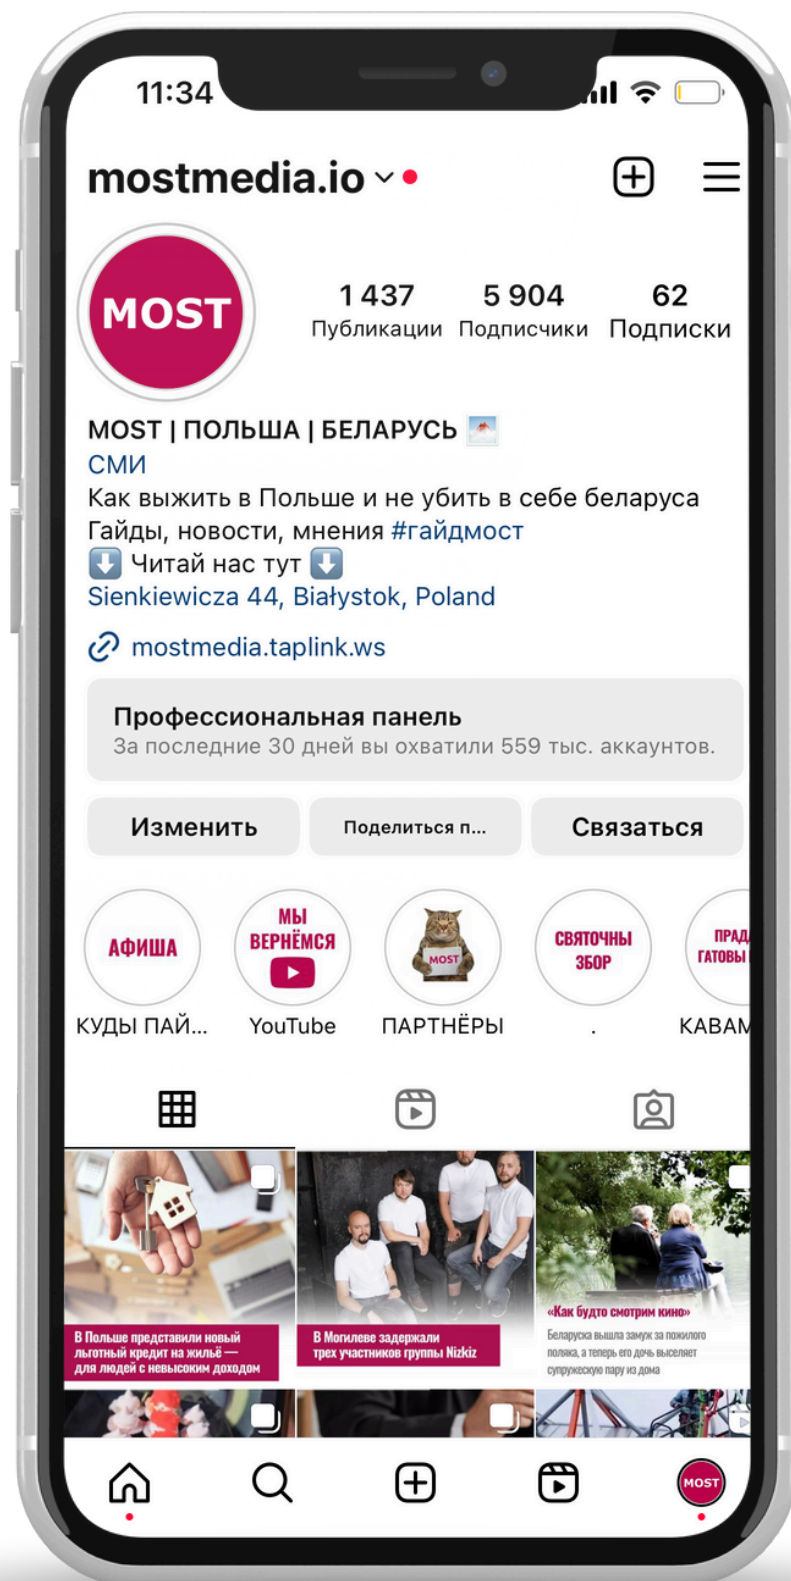 11:34
mostmedia.io
MOST
1 437
5 904
62
Публикации
Подписчики
Подписки
MOST | ПОЛЬША | БЕЛАРУСЬ
СМИ
Как выжить в Польше и не убить в себе беларуса
Гайды, новости, мнения #гайдмост
Читай нас тут
Sienkiewicza 44, Białystok, Poland
mostmedia.taplink.ws
Профессиональная панель
За последние 30 дней вы охватили 559 тыс. аккаунтов.
Изменить
Поделиться п...
Связаться
АФИША
МЫ
ВЕРНЁМСЯ
MOST
СВЯТОЧНЫ
ЗБОР
ПРАД
ГАТОВЫ
КУДЫ ПАЙ...
YouTube
ПАРТНЁРЫ
.
КАВАМ
В Польше представили новый
льготный кредит на жильё —
для людей с невысоким доходом
В Могилеве задержали
трех участников группы Nizkiz
«Как будто смотрим кино»
Беларуска вышла замуж за пожилого
поляка, а теперь его дочь выселяет
супружескую пару из дома
MOST